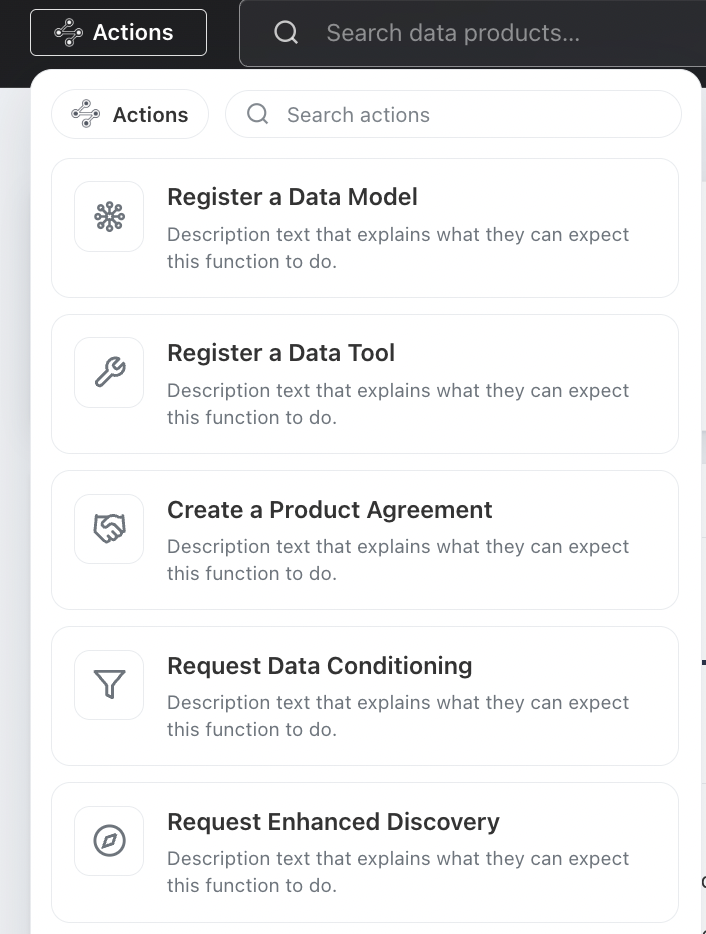 Actions
Search data products...
Actions
Search actions
Register a Data Model
Description text that explains what they can expect
this function to do.
Register a Data Tool
Description text that explains what they can expect
this function to do.
Create a Product Agreement
Description text that explains what they can expect
this function to do.
Request Data Conditioning
Description text that explains what they can expect
this function to do.
Request Enhanced Discovery
Description text that explains what they can expect
this function to do.